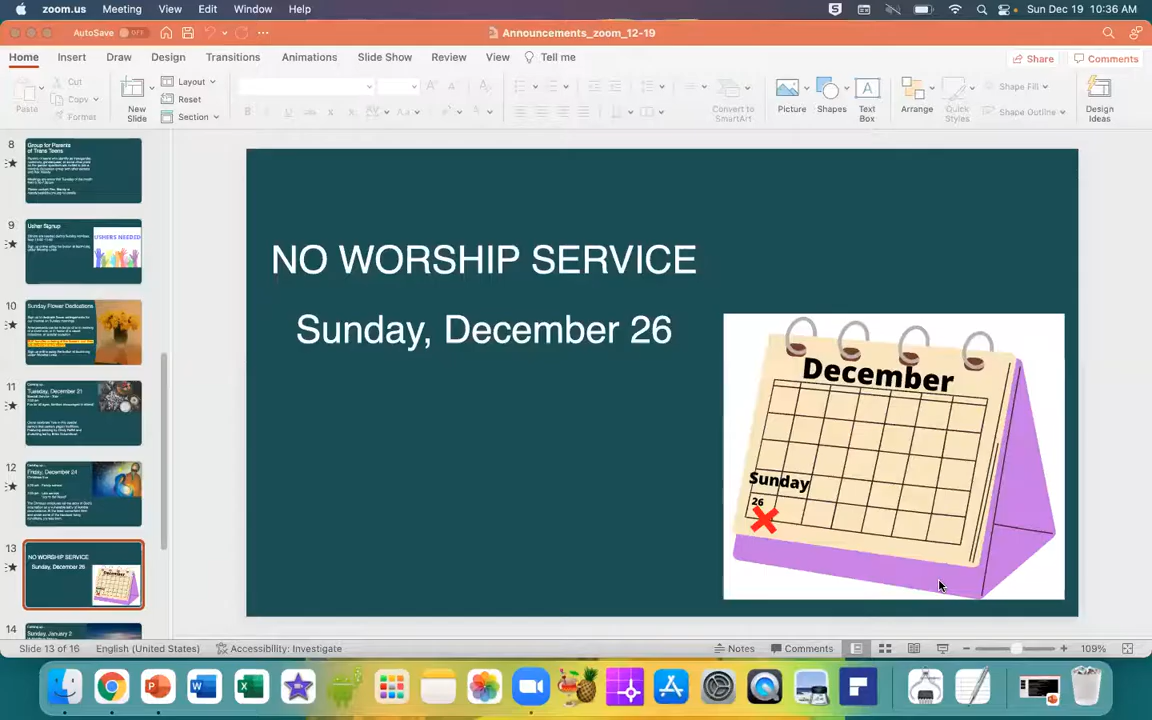 zoom.us Meeting View Edit Window Help Sun Dec 19 10:36 AM
AutoSave OFF Announcements_zoom_12-19
Home Insert Draw Design Transitions Animations Slide Show Review View Tell me Share Comments
Paste Cut Copy Format New Slide Layout Reset Section Convert to SmartArt Picture Shapes Text Box Arrange Quick Styles Shape Fill Shape Outline Design Ideas
8
Group for Parents
of Trans Teens
9
Usher Signup
USHERS NEEDED
10
Sunday Flower Dedications
11
Tuesday, December 21
12
Friday, December 24
13
NO WORSHIP SERVICE
Sunday, December 26
December
14
Sunday, January 2
NO WORSHIP SERVICE
Sunday, December 26
December
Sunday
26
Slide 13 of 16 English (United States) Accessibility: Investigate Notes Comments 109%